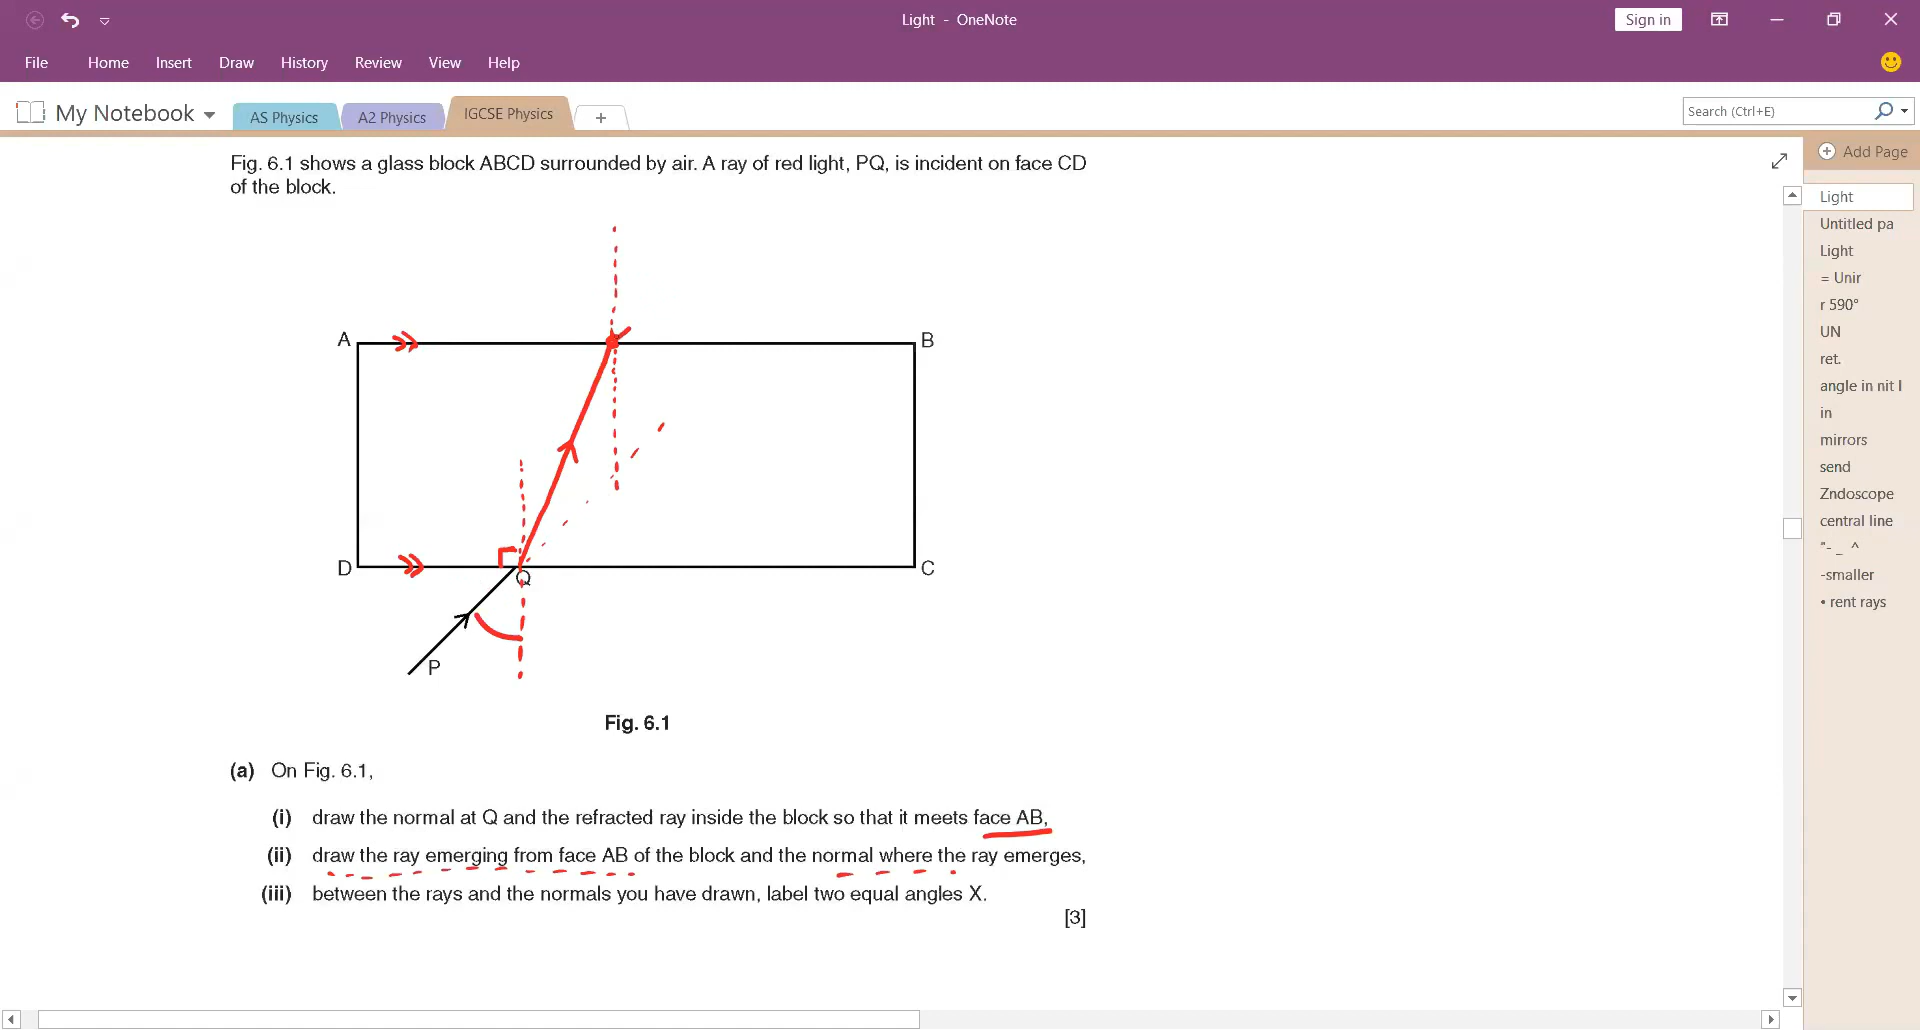 Light - OneNote
Sign in
File Home Insert Draw History Review View Help
My Notebook
AS Physics
A2 Physics
IGCSE Physics
+
Search (Ctrl+E)
Add Page
Light
Untitled pa
Light
= Unir
r 590°
UN
ret.
angle in nit l
in
mirrors
send
Zndoscope
central line
-smaller
• rent rays
Fig. 6.1 shows a glass block ABCD surrounded by air. A ray of red light, PQ, is incident on face CD
of the block.
A
B
D
Q
C
P
Fig. 6.1
(a) On Fig. 6.1,
(i) draw the normal at Q and the refracted ray inside the block so that it meets face AB,
(ii) draw the ray emerging from face AB of the block and the normal where the ray emerges,
(iii) between the rays and the normals you have drawn, label two equal angles X.
[3]